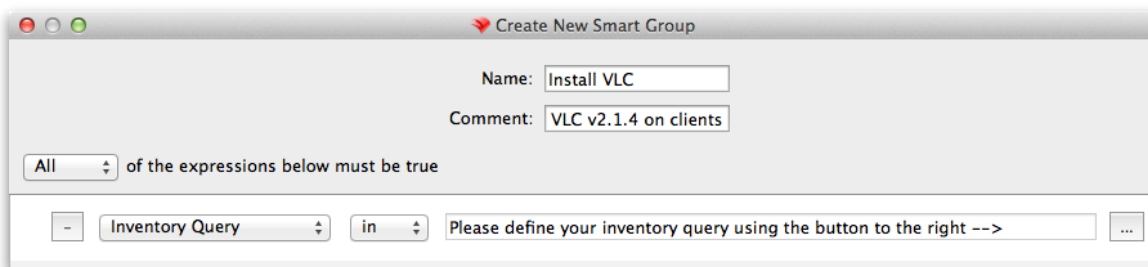 Create New Smart Group
Name: Install VLC
Comment: VLC v2.1.4 on clients
All of the expressions below must be true
- Inventory Query in Please define your inventory query using the button to the right --> ...